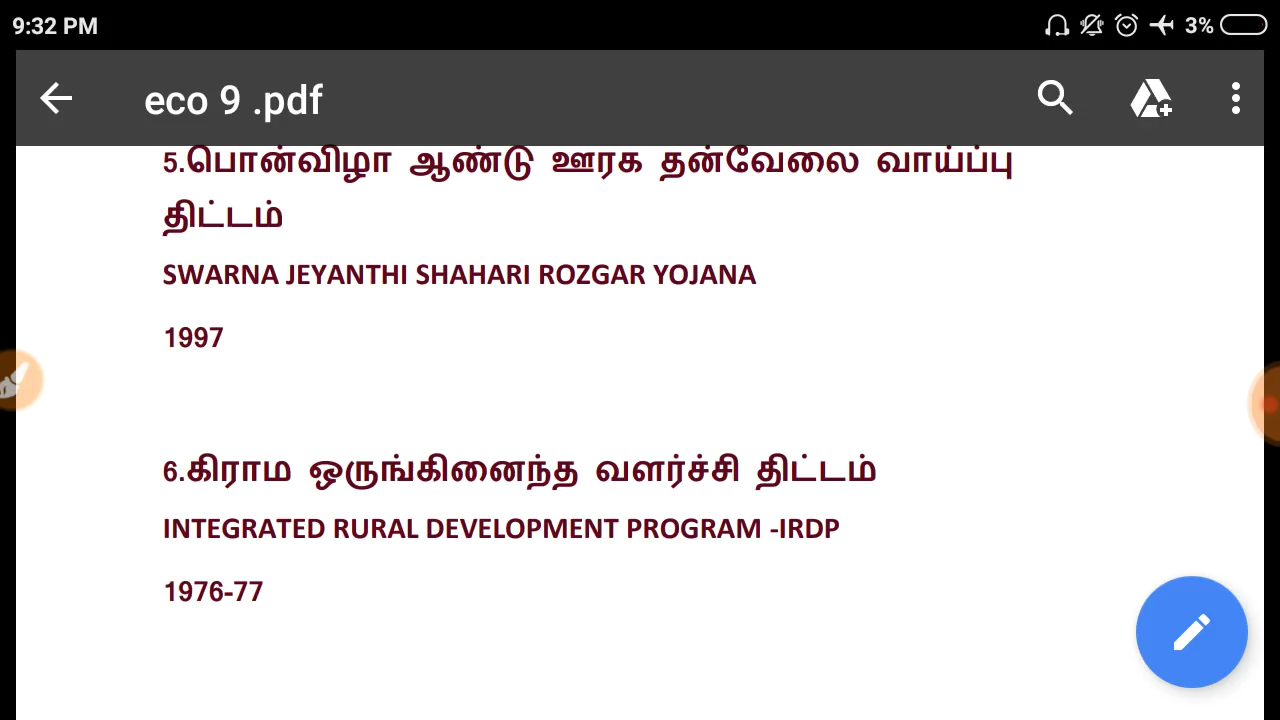 9:32 PM
3%
eco 9 .pdf
5.பொன்விழா ஆண்டு ஊரக தன்வேலை வாய்ப்பு
திட்டம்
SWARNA JEYANTHI SHAHARI ROZGAR YOJANA
1997
6.கிராம ஒருங்கினைந்த வளர்ச்சி திட்டம்
INTEGRATED RURAL DEVELOPMENT PROGRAM -IRDP
1976-77